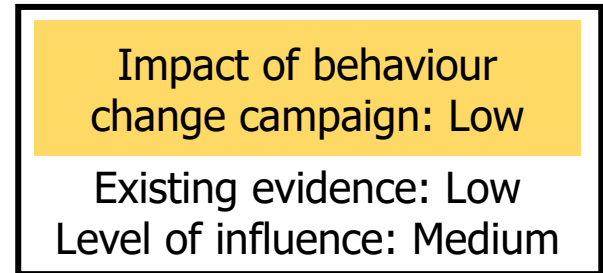 Impact of behaviour
change campaign: Low
Existing evidence: Low
Level of influence: Medium